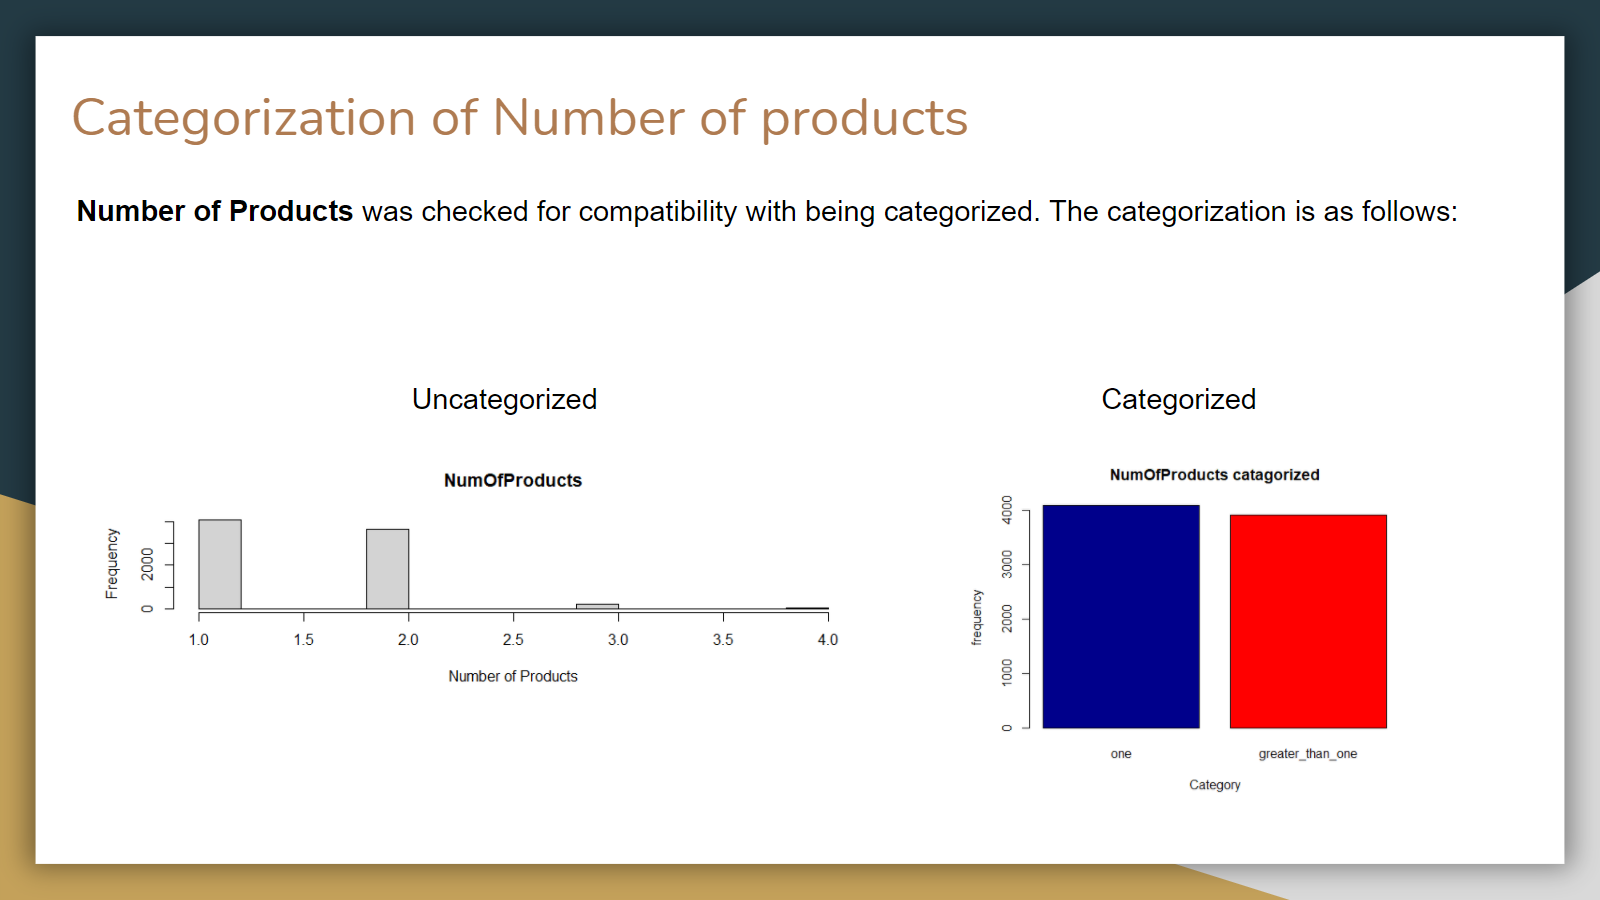 Categorization of Number of products
Number of Products was checked for compatibility with being categorized. The categorization is as follows:
Uncategorized
NumOfProducts
Frequency
2000
0
1.0 1.5 2.0 2.5 3.0 3.5 4.0
Number of Products
Categorized
NumOfProducts catagorized
frequency
4000
3000
2000
1000
0
one greater_than_one
Category